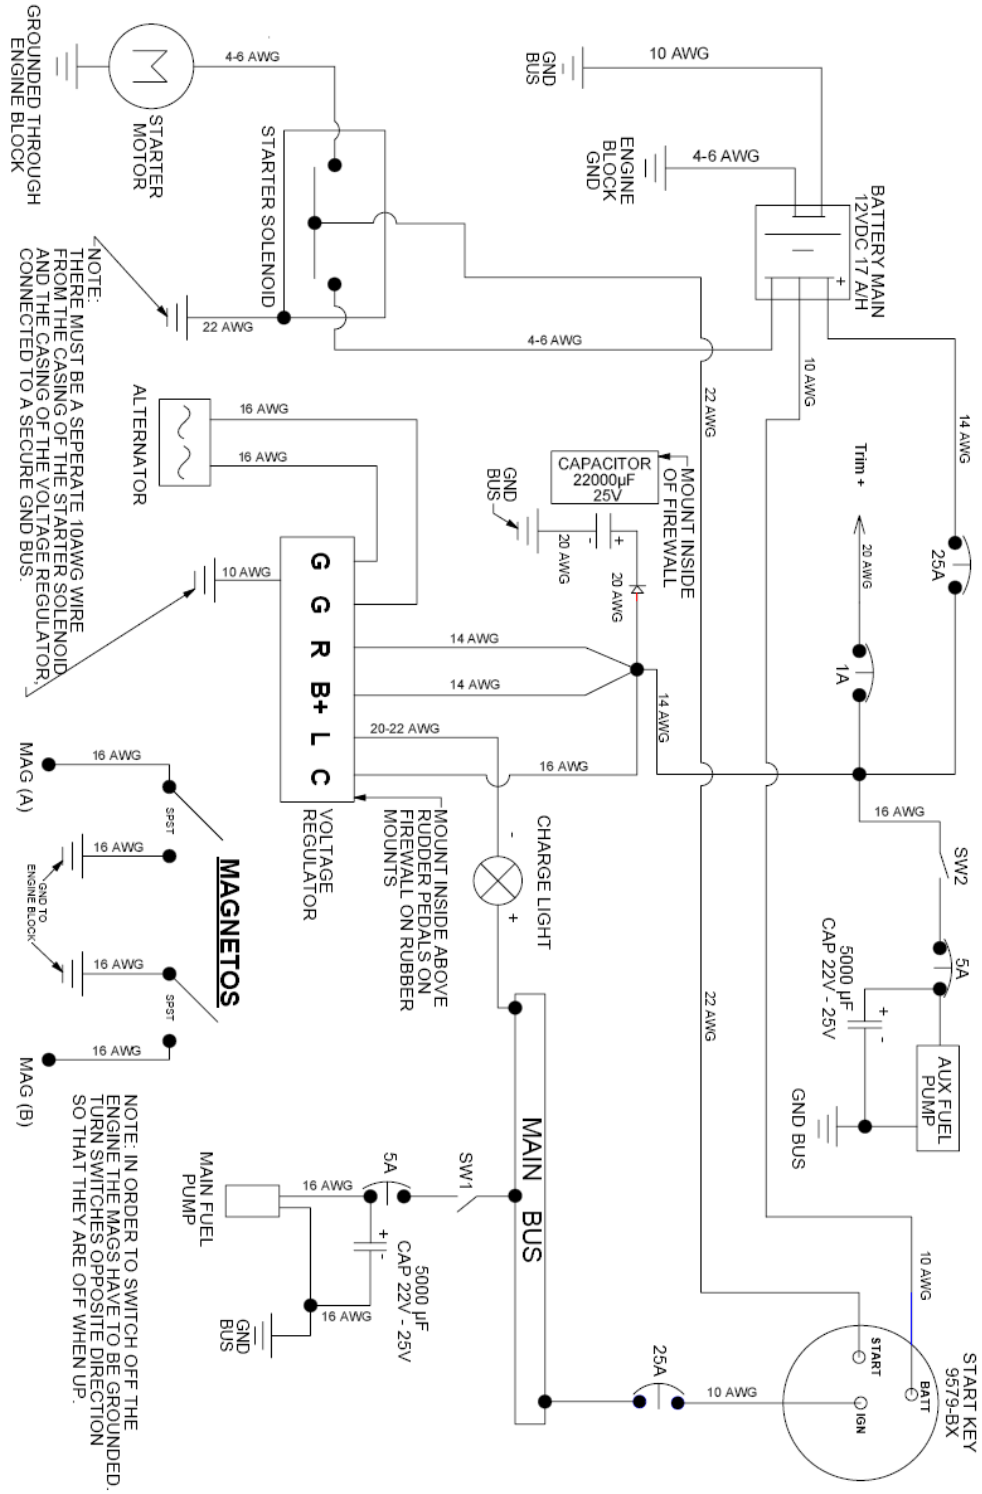 GROUNDED THROUGH
ENGINE BLOCK
M
STARTER
MOTOR
4-6 AWG
STARTER SOLENOID
22 AWG
NOTE:
THERE MUST BE A SEPERATE 10AWG WIRE
FROM THE CASING OF THE STARTER SOLENOID
AND THE CASING OF THE VOLTAGE REGULATOR,
CONNECTED TO A SECURE GND BUS.
10 AWG
GND
BUS
4-6 AWG
ENGINE
BLOCK
GND
BATTERY MAIN
12VDC 17 A/H
+
4-6 AWG
10 AWG
14 AWG
22 AWG
25A
Trim +
20 AWG
1A
ALTERNATOR
16 AWG
16 AWG
10 AWG
G
G
R
B+
L
C
VOLTAGE
REGULATOR
14 AWG
14 AWG
20-22 AWG
16 AWG
14 AWG
CAPACITOR
22000µF
25V
MOUNT INSIDE
OF FIREWALL
GND
BUS
- +
20 AWG
20 AWG
MOUNT INSIDE ABOVE
RUDDER PEDALS ON
FIREWALL ON RUBBER
MOUNTS
CHARGE LIGHT
-
+
16 AWG
SW2
5A
5000 µF
CAP 22V - 25V
+ -
AUX FUEL
PUMP
GND BUS
22 AWG
MAGNETOS
MAG (A)
16 AWG
SPST
16 AWG
GND TO
ENGINE BLOCK
16 AWG
SPST
16 AWG
MAG (B)
NOTE: IN ORDER TO SWITCH OFF THE
ENGINE THE MAGS HAVE TO BE GROUNDED.
TURN SWITCHES OPPOSITE DIRECTION
SO THAT THEY ARE OFF WHEN UP.
MAIN BUS
SW1
5A
16 AWG
MAIN FUEL
PUMP
+ -
5000 µF
CAP 22V - 25V
16 AWG
GND
BUS
25A
10 AWG
10 AWG
START KEY
9579-BX
START
BATT
IGN